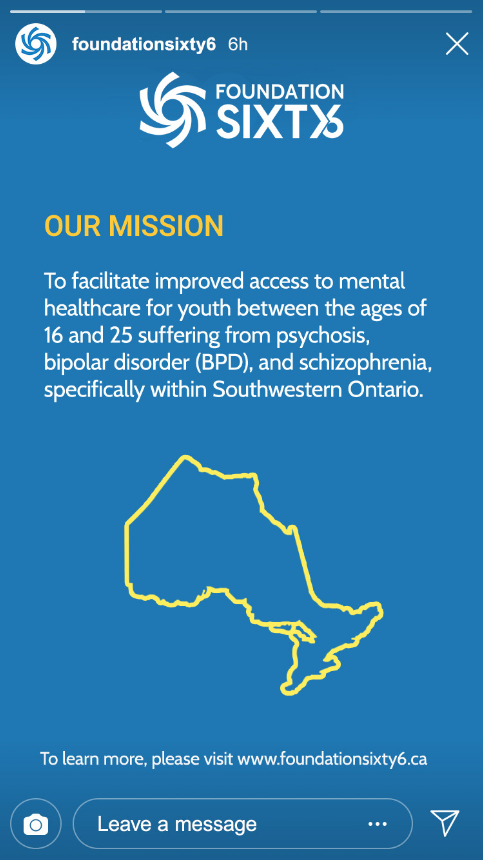 foundationsixty6 6h
FOUNDATION
SIXTY6
OUR MISSION
To facilitate improved access to mental
healthcare for youth between the ages of
16 and 25 suffering from psychosis,
bipolar disorder (BPD), and schizophrenia,
specifically within Southwestern Ontario.
To learn more, please visit www.foundationsixty6.ca
Leave a message